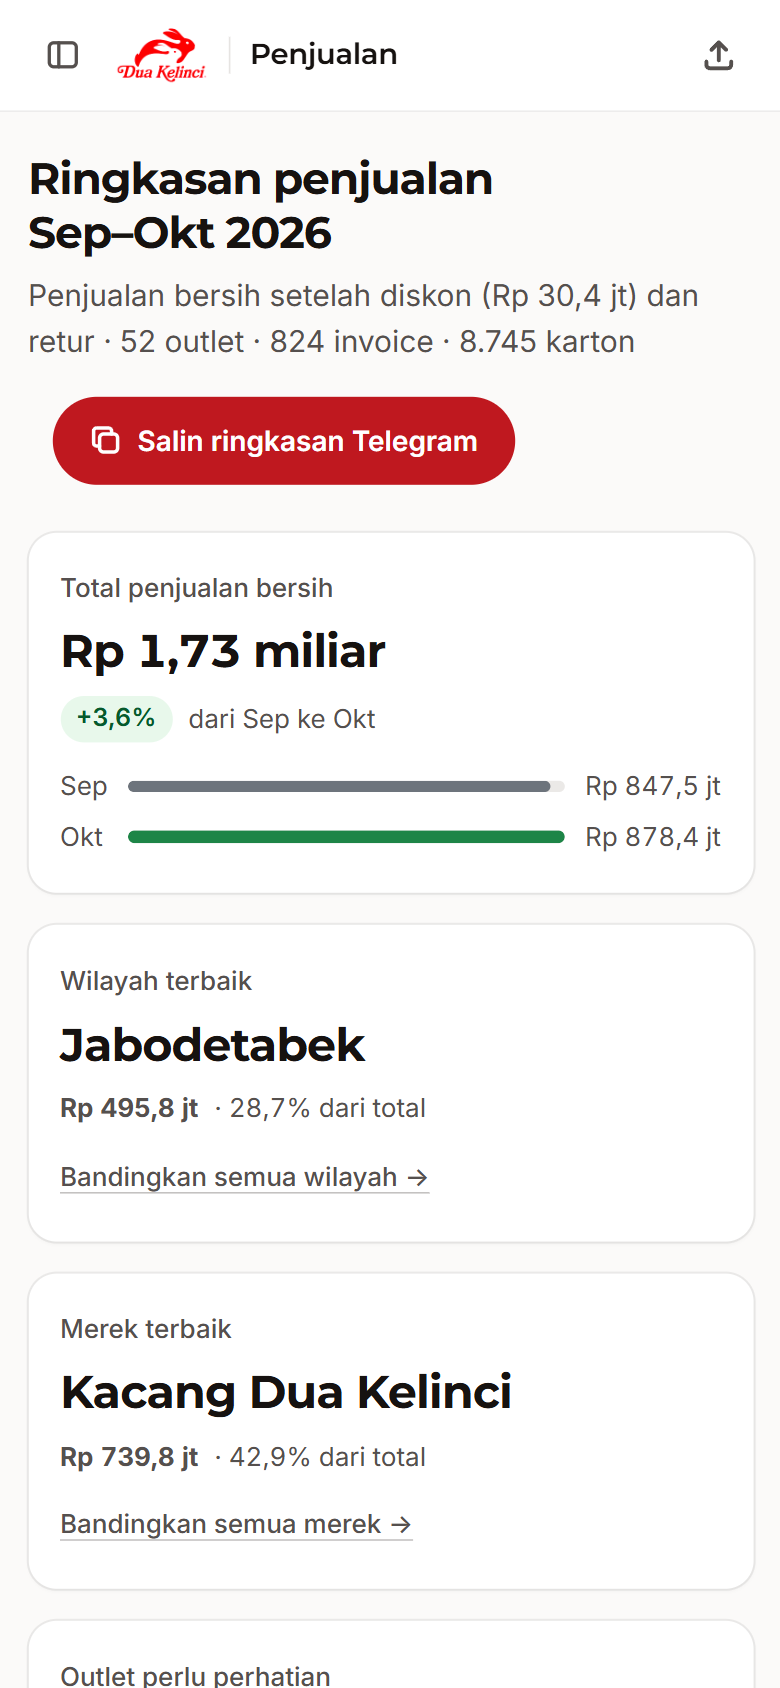 Dua Kelinci
Penjualan
Ringkasan penjualan
Sep–Okt 2026
Penjualan bersih setelah diskon (Rp 30,4 jt) dan
retur · 52 outlet · 824 invoice · 8.745 karton
Salin ringkasan Telegram
Total penjualan bersih
Rp 1,73 miliar
+3,6% dari Sep ke Okt
Sep Rp 847,5 jt
Okt Rp 878,4 jt
Wilayah terbaik
Jabodetabek
Rp 495,8 jt · 28,7% dari total
Bandingkan semua wilayah →
Merek terbaik
Kacang Dua Kelinci
Rp 739,8 jt · 42,9% dari total
Bandingkan semua merek →
Outlet perlu perhatian